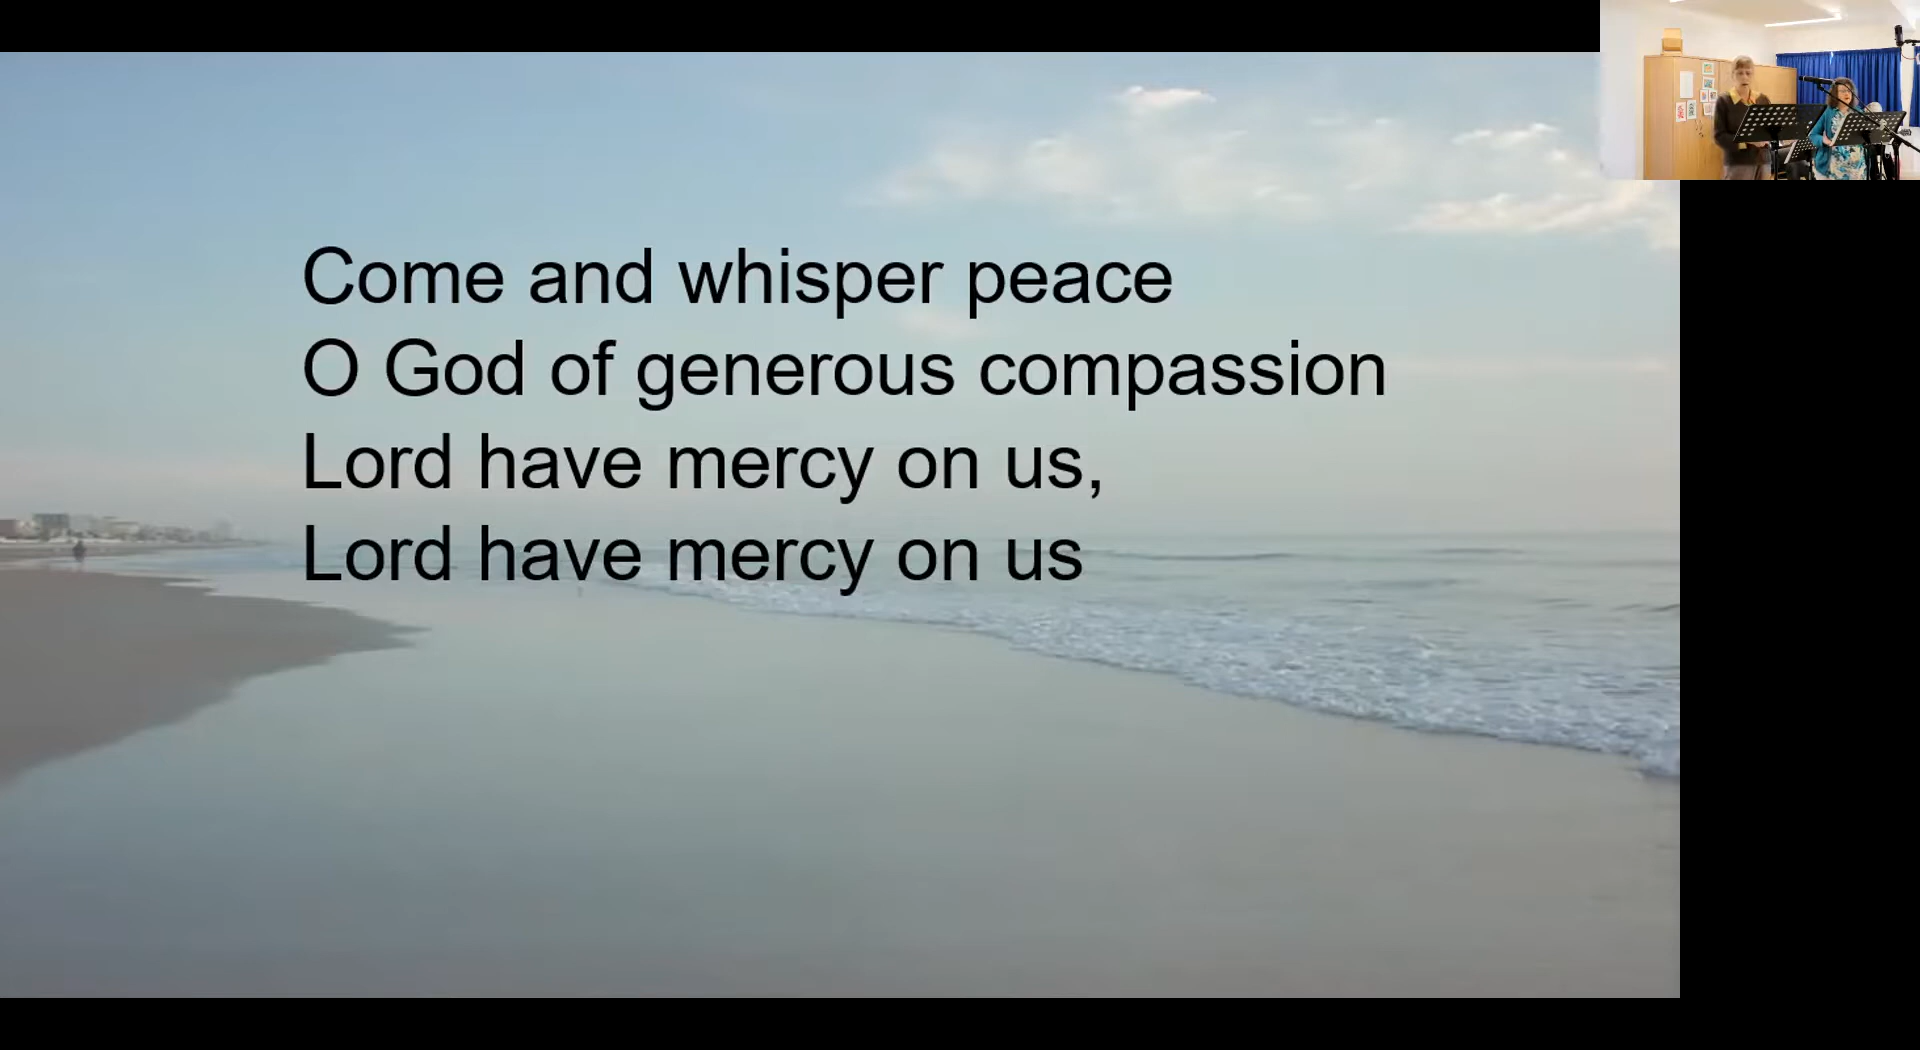 Come and whisper peace
O God of generous compassion
Lord have mercy on us,
Lord have mercy on us